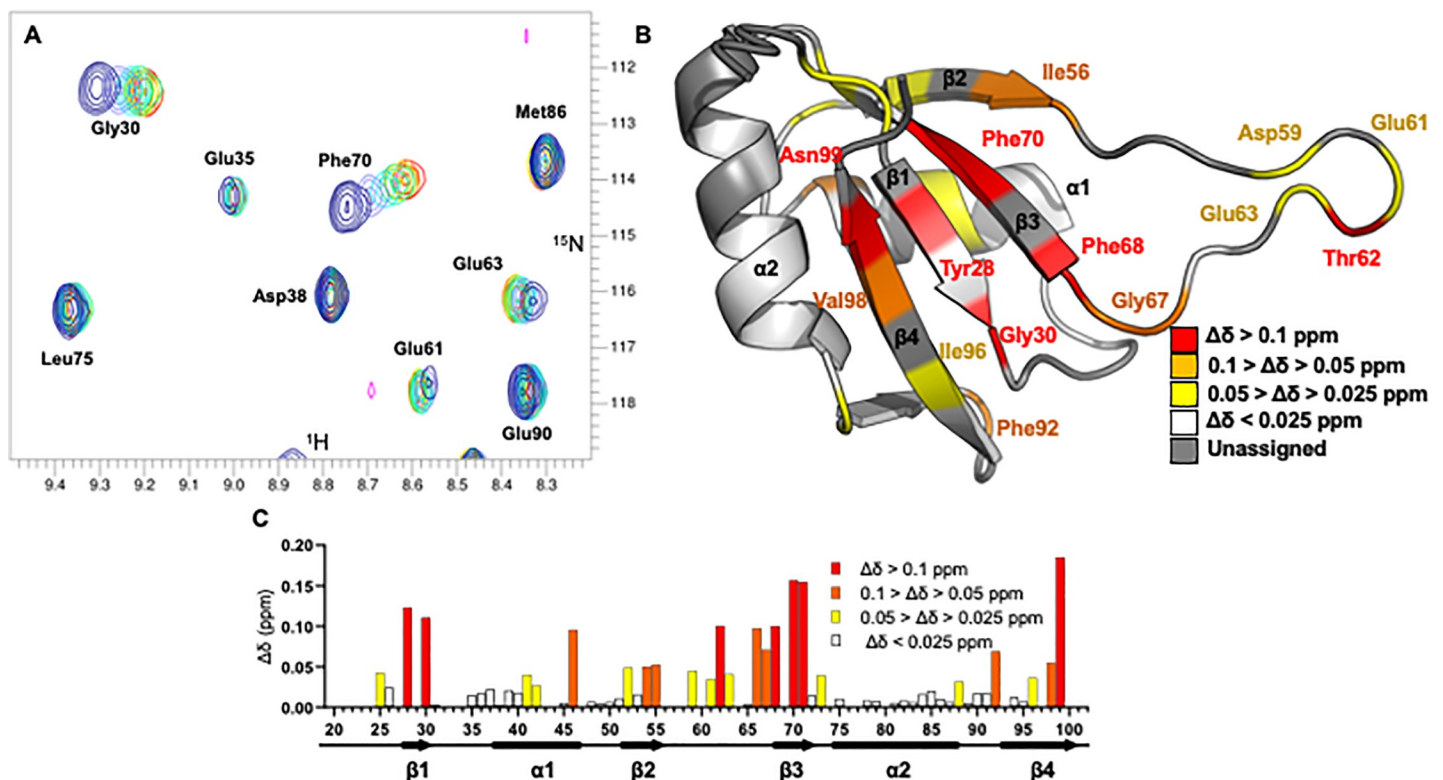 A
Gly30
Glu35
Phe70
Met86
Leu75
Asp38
Glu63
Glu61
Glu90
¹H
¹⁵N
112
113
114
115
116
117
118
9.4 9.3 9.2 9.1 9.0 8.9 8.8 8.7 8.6 8.5 8.4 8.3
B
β2
Ile56
Glu61
Asp59
Phe70
Asn99
β1
α1
Glu63
β3
Phe68
α2
Tyr28
Thr62
Val98
Gly67
Gly30
β4
Ile96
Phe92
Δδ > 0.1 ppm
0.1 > Δδ > 0.05 ppm
0.05 > Δδ > 0.025 ppm
Δδ < 0.025 ppm
Unassigned
C
Δδ (ppm)
0.20
0.15
0.10
0.05
0.00
Δδ > 0.1 ppm
0.1 > Δδ > 0.05 ppm
0.05 > Δδ > 0.025 ppm
Δδ < 0.025 ppm
20 25 30 35 40 45 50 55 60 65 70 75 80 85 90 95 100
β1 α1 β2 β3 α2 β4